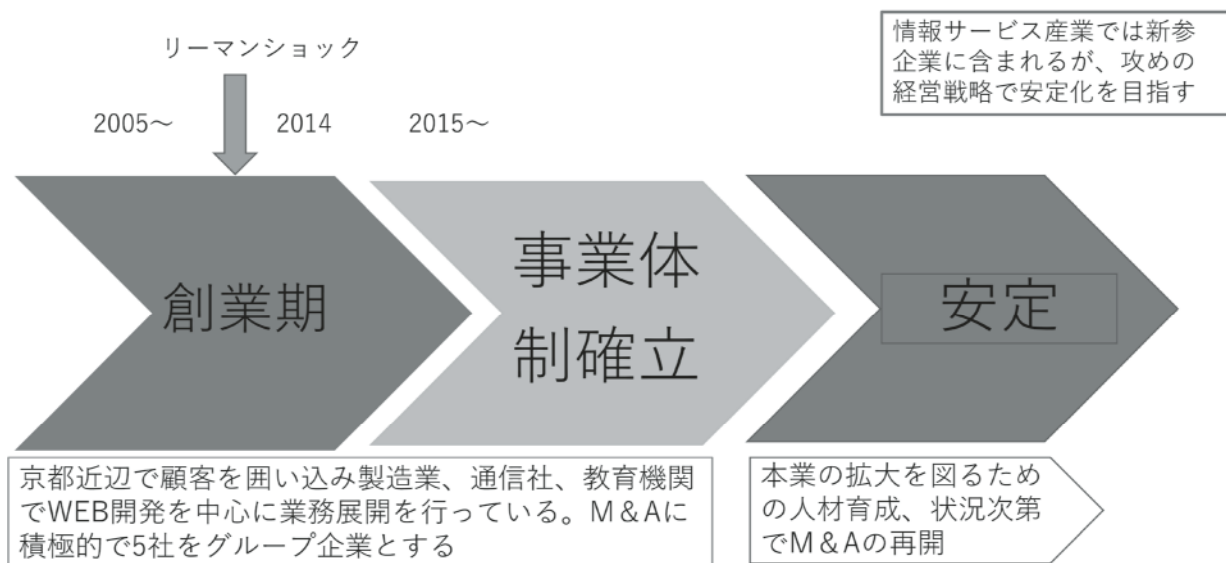 リーマンショック
情報サービス産業では新参
企業に含まれるが、攻めの
経営戦略で安定化を目指す
2005～ 2014 2015～
創業期
事業体
制確立
安定
京都近辺で顧客を囲い込み製造業、通信社、教育機関
でWEB開発を中心に業務展開を行っている。M＆Aに
積極的で5社をグループ企業とする
本業の拡大を図るため
の人材育成、状況次第
でM＆Aの再開